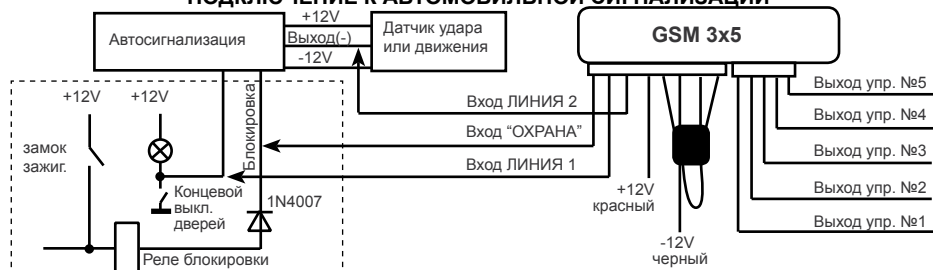 ПОДКЛЮЧЕНИЕ К АВТОМОБИЛЬНОЙ СИГНАЛИЗАЦИИ
Автосигнализация
+12V
Выход(-)
-12V
Датчик удара
или движения
GSM 3x5
+12V
+12V
Блокировка
замок
зажиг.
Концевой
выкл.
дверей
1N4007
Реле блокировки
Вход ЛИНИЯ 2
Вход “ОХРАНА”
Вход ЛИНИЯ 1
+12V
красный
-12V
черный
Выход упр. №5
Выход упр. №4
Выход упр. №3
Выход упр. №2
Выход упр. №1